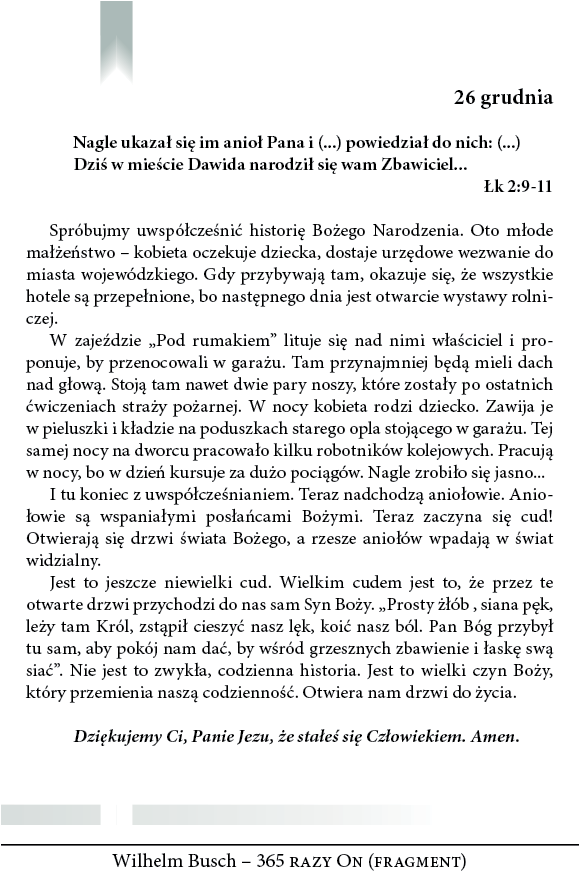 26 grudnia
Nagle ukazał się im anioł Pana i (...) powiedział do nich: (...)
Dziś w mieście Dawida narodził się wam Zbawiciel...
Łk 2:9-11
Spróbujmy uwspółcześnić historię Bożego Narodzenia. Oto młode
małżeństwo – kobieta oczekuje dziecka, dostaje urzędowe wezwanie do
miasta wojewódzkiego. Gdy przybywają tam, okazuje się, że wszystkie
hotele są przepełnione, bo następnego dnia jest otwarcie wystawy rolni-
czej.
W zajeździe „Pod rumakiem” lituje się nad nimi właściciel i pro-
ponuje, by przenocowali w garażu. Tam przynajmniej będą mieli dach
nad głową. Stoją tam nawet dwie pary noszy, które zostały po ostatnich
ćwiczeniach straży pożarnej. W nocy kobieta rodzi dziecko. Zawija je
w pieluszki i kładzie na poduszkach starego opla stojącego w garażu. Tej
samej nocy na dworcu pracowało kilku robotników kolejowych. Pracują
w nocy, bo w dzień kursuje za dużo pociągów. Nagle zrobiło się jasno...
I tu koniec z uwspółcześnianiem. Teraz nadchodzą aniołowie. Anio-
łowie są wspaniałymi posłańcami Bożymi. Teraz zaczyna się cud!
Otwierają się drzwi świata Bożego, a rzesze aniołów wpadają w świat
widzialny.
Jest to jeszcze niewielki cud. Wielkim cudem jest to, że przez te
otwarte drzwi przychodzi do nas sam Syn Boży. „Prosty żłób , siana pęk,
leży tam Król, zstąpił cieszyć nasz lęk, koić nasz ból. Pan Bóg przybył
tu sam, aby pokój nam dać, by wśród grzesznych zbawienie i łaskę swą
siać”. Nie jest to zwykła, codzienna historia. Jest to wielki czyn Boży,
który przemienia naszą codzienność. Otwiera nam drzwi do życia.
Dziękujemy Ci, Panie Jezu, że stałeś się Człowiekiem. Amen.
Wilhelm Busch – 365 RAZY ON (FRAGMENT)